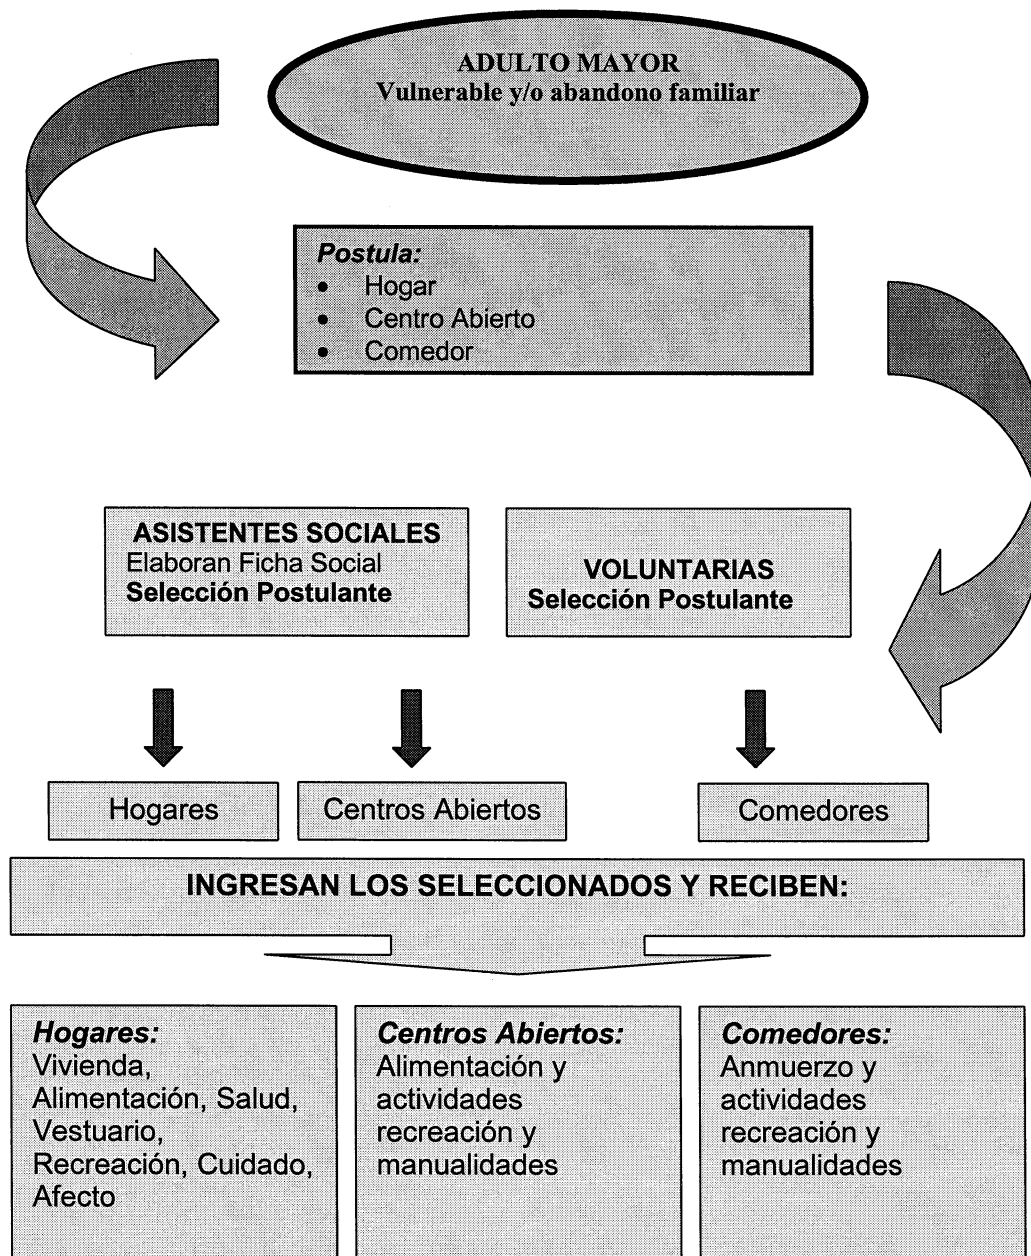 ADULTO MAYOR
Vulnerable y/o abandono familiar
Postula:
• Hogar
• Centro Abierto
• Comedor
ASISTENTES SOCIALES
Elaboran Ficha Social
Selección Postulante
VOLUNTARIAS
Selección Postulante
Hogares
Centros Abiertos
Comedores
INGRESAN LOS SELECCIONADOS Y RECIBEN:
Hogares:
Vivienda,
Alimentación, Salud,
Vestuario,
Recreación, Cuidado,
Afecto
Centros Abiertos:
Alimentación y
actividades
recreación y
manualidades
Comedores:
Anmuerzo y
actividades
recreación y
manualidades